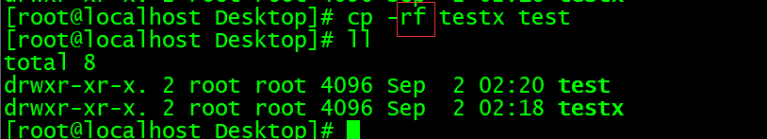 [root@localhost Desktop]# cp -rf testx test
[root@localhost Desktop]# ll
total 8
drwxr-xr-x. 2 root root 4096 Sep  2 02:20 test
drwxr-xr-x. 2 root root 4096 Sep  2 02:18 testx
[root@localhost Desktop]#